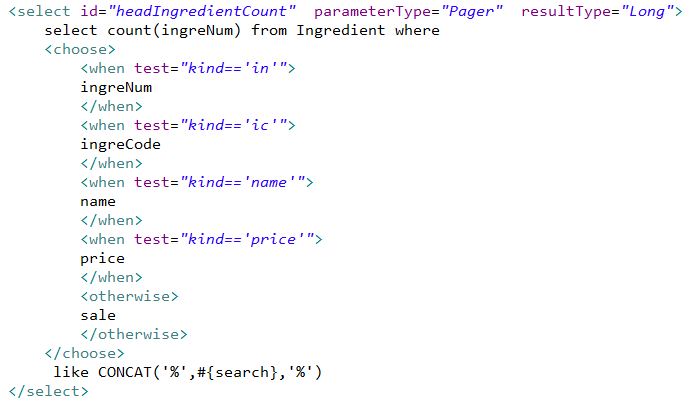 <select id="headIngredientCount"  parameterType="Pager"  resultType="Long">
    select count(ingreNum) from Ingredient where
    <choose>
        <when test="kind=='in'">
        ingreNum
        </when>
        <when test="kind=='ic'">
        ingreCode
        </when>
        <when test="kind=='name'">
        name
        </when>
        <when test="kind=='price'">
        price
        </when>
        <otherwise>
        sale
        </otherwise>
    </choose>
     like CONCAT('%',#{search},'%')
</select>